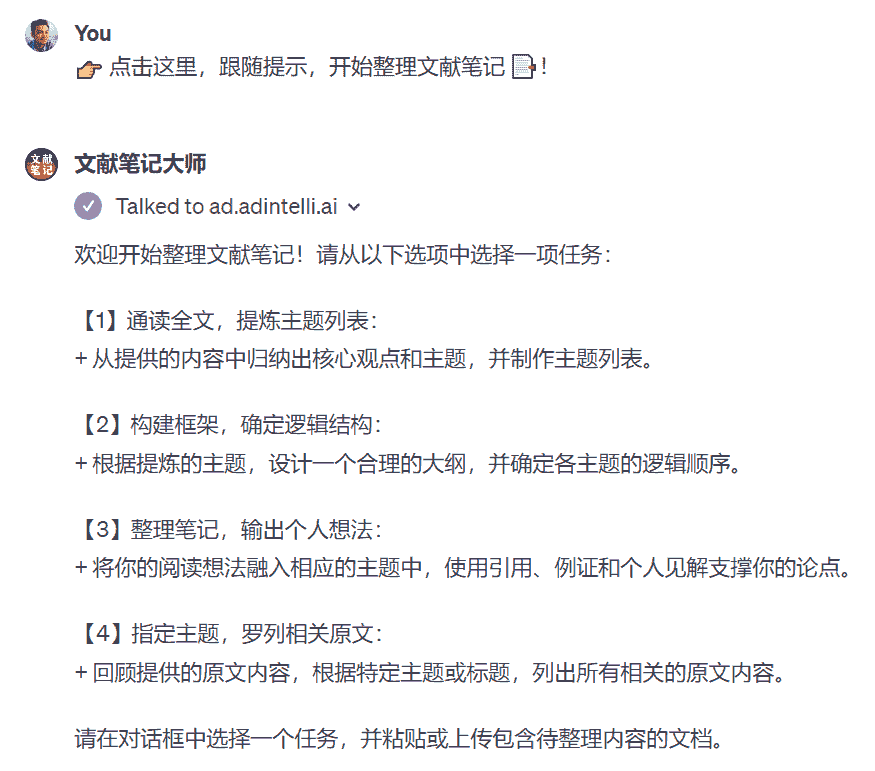 You
👉 点击这里，跟随提示，开始整理文献笔记 📑！
文献
笔记
文献笔记大师
Talked to ad.adintelli.ai
欢迎开始整理文献笔记！请从以下选项中选择一项任务：
【1】通读全文，提炼主题列表：
+ 从提供的内容中归纳出核心观点和主题，并制作主题列表。
【2】构建框架，确定逻辑结构：
+ 根据提炼的主题，设计一个合理的大纲，并确定各主题的逻辑顺序。
【3】整理笔记，输出个人想法：
+ 将你的阅读想法融入相应的主题中，使用引用、例证和个人见解支撑你的论点。
【4】指定主题，罗列相关原文：
+ 回顾提供的原文内容，根据特定主题或标题，列出所有相关的原文内容。
请在对话框中选择一个任务，并粘贴或上传包含待整理内容的文档。